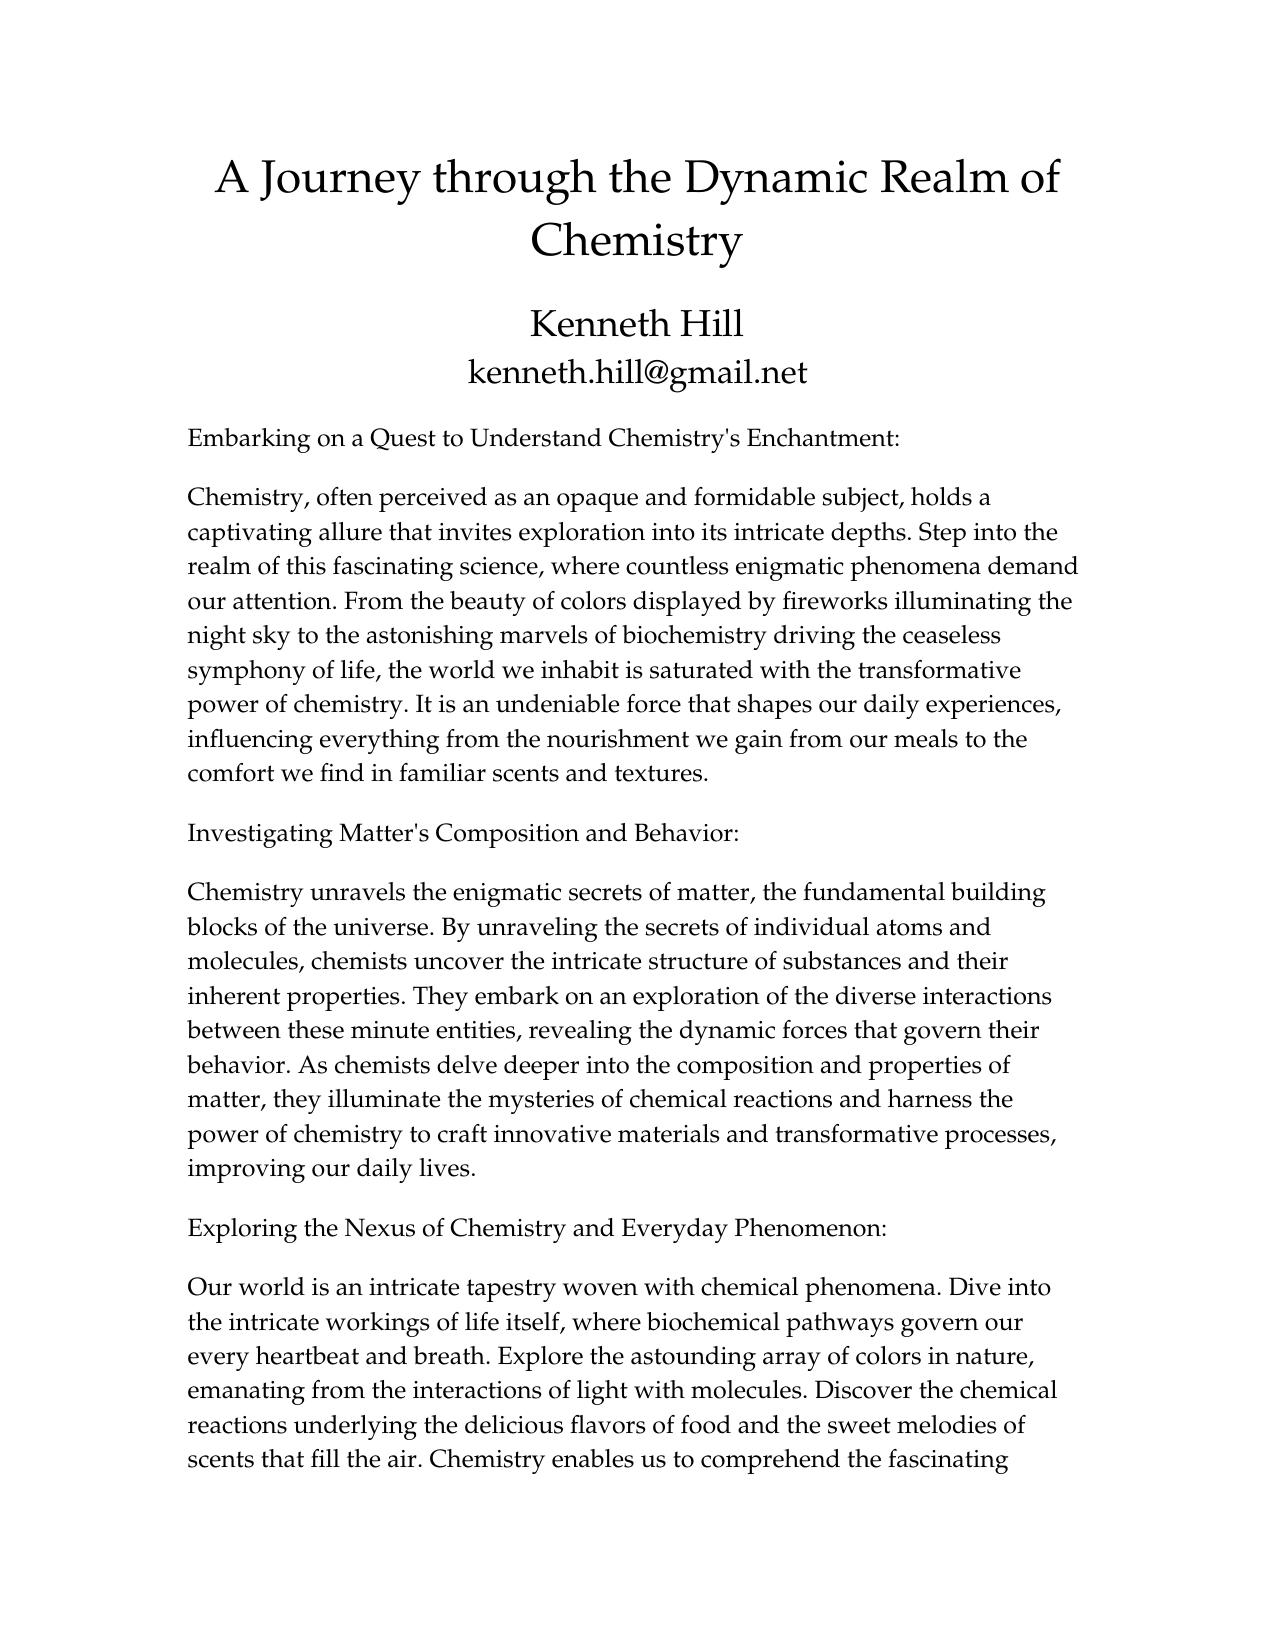 A Journey through the Dynamic Realm of
Chemistry
Kenneth Hill
kenneth.hill@gmail.net
Embarking on a Quest to Understand Chemistry's Enchantment:
Chemistry, often perceived as an opaque and formidable subject, holds a
captivating allure that invites exploration into its intricate depths. Step into the
realm of this fascinating science, where countless enigmatic phenomena demand
our attention. From the beauty of colors displayed by fireworks illuminating the
night sky to the astonishing marvels of biochemistry driving the ceaseless
symphony of life, the world we inhabit is saturated with the transformative
power of chemistry. It is an undeniable force that shapes our daily experiences,
influencing everything from the nourishment we gain from our meals to the
comfort we find in familiar scents and textures.
Investigating Matter's Composition and Behavior:
Chemistry unravels the enigmatic secrets of matter, the fundamental building
blocks of the universe. By unraveling the secrets of individual atoms and
molecules, chemists uncover the intricate structure of substances and their
inherent properties. They embark on an exploration of the diverse interactions
between these minute entities, revealing the dynamic forces that govern their
behavior. As chemists delve deeper into the composition and properties of
matter, they illuminate the mysteries of chemical reactions and harness the
power of chemistry to craft innovative materials and transformative processes,
improving our daily lives.
Exploring the Nexus of Chemistry and Everyday Phenomenon:
Our world is an intricate tapestry woven with chemical phenomena. Dive into
the intricate workings of life itself, where biochemical pathways govern our
every heartbeat and breath. Explore the astounding array of colors in nature,
emanating from the interactions of light with molecules. Discover the chemical
reactions underlying the delicious flavors of food and the sweet melodies of
scents that fill the air. Chemistry enables us to comprehend the fascinating